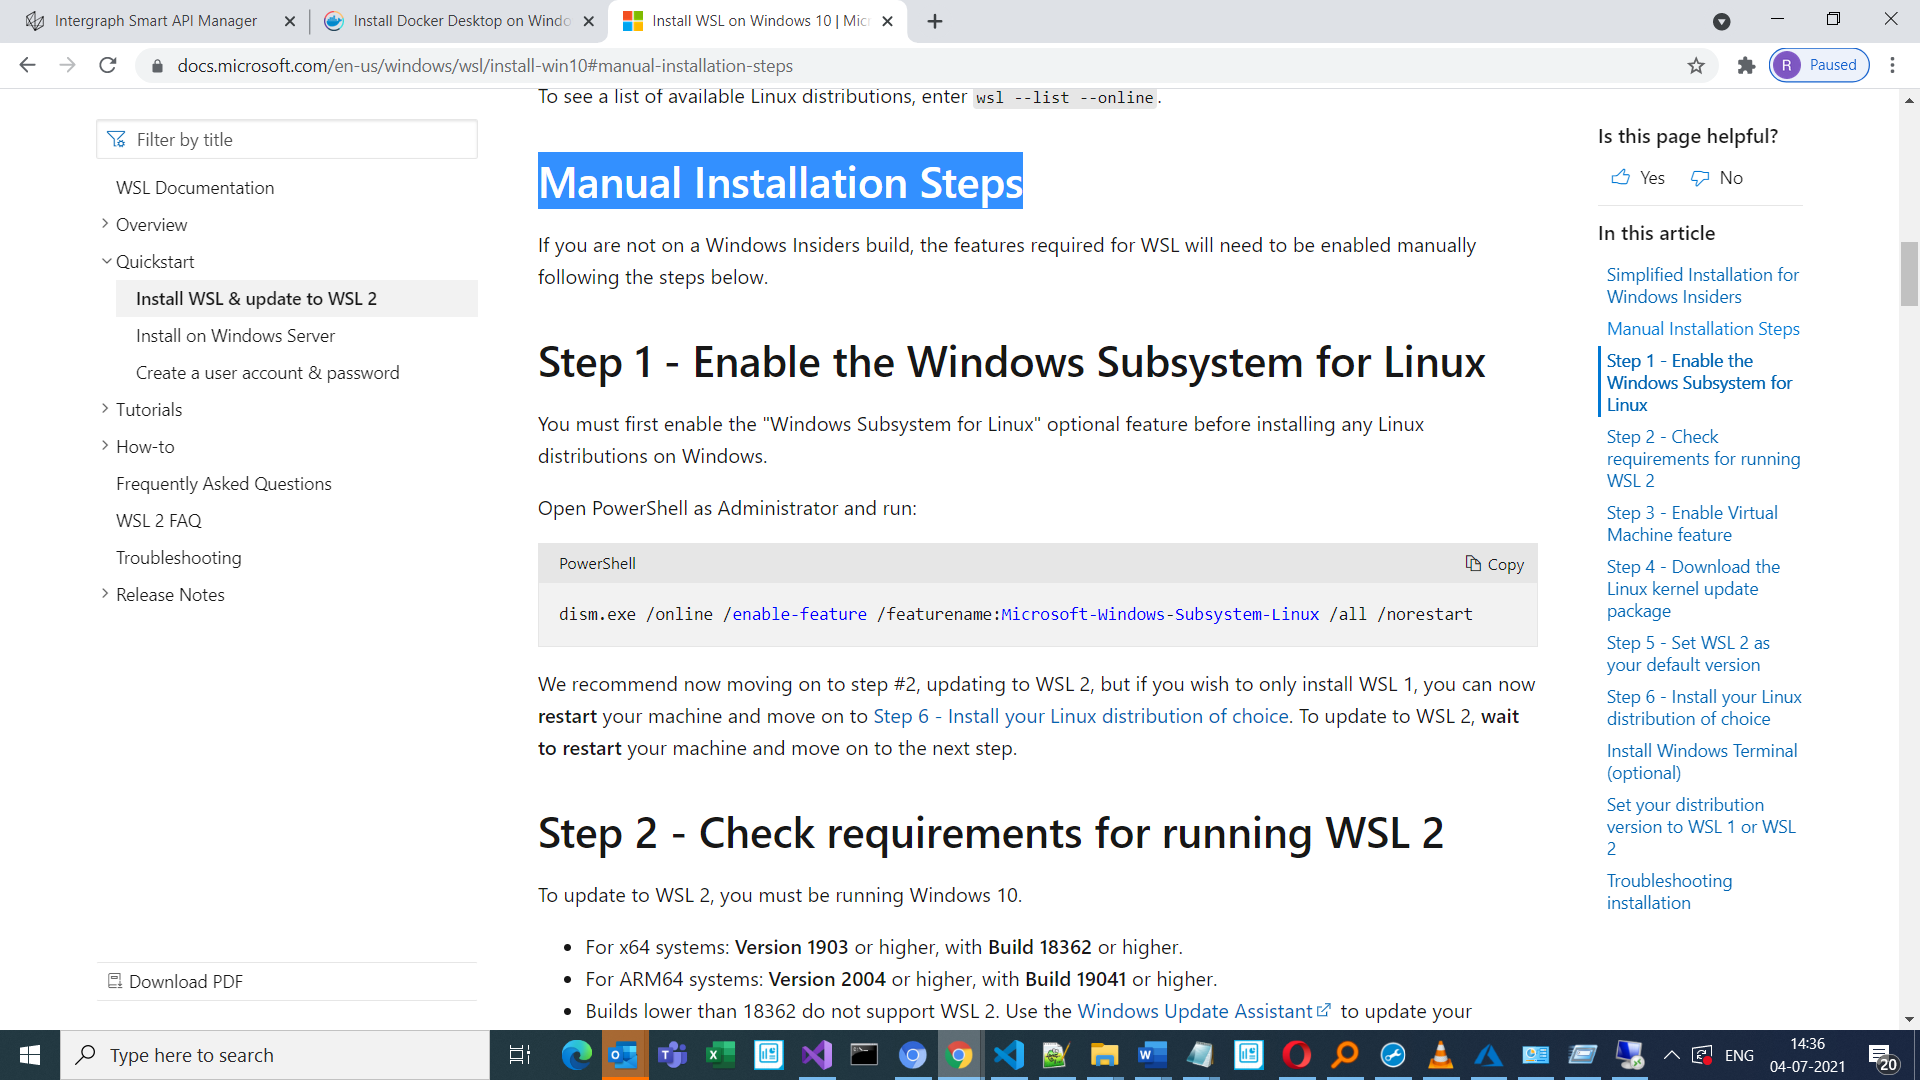 Intergraph Smart API Manager
Install Docker Desktop on Windo
Install WSL on Windows 10 | Mic
docs.microsoft.com/en-us/windows/wsl/install-win10#manual-installation-steps
R Paused
Filter by title
WSL Documentation
Overview
Quickstart
Install WSL & update to WSL 2
Install on Windows Server
Create a user account & password
Tutorials
How-to
Frequently Asked Questions
WSL 2 FAQ
Troubleshooting
Release Notes
Download PDF
To see a list of available Linux distributions, enter wsl --list --online.
Manual Installation Steps
If you are not on a Windows Insiders build, the features required for WSL will need to be enabled manually
following the steps below.
Step 1 - Enable the Windows Subsystem for Linux
You must first enable the "Windows Subsystem for Linux" optional feature before installing any Linux
distributions on Windows.
Open PowerShell as Administrator and run:
PowerShell
Copy
dism.exe /online /enable-feature /featurename:Microsoft-Windows-Subsystem-Linux /all /norestart
We recommend now moving on to step #2, updating to WSL 2, but if you wish to only install WSL 1, you can now
restart your machine and move on to Step 6 - Install your Linux distribution of choice. To update to WSL 2, wait
to restart your machine and move on to the next step.
Step 2 - Check requirements for running WSL 2
To update to WSL 2, you must be running Windows 10.
• For x64 systems: Version 1903 or higher, with Build 18362 or higher.
• For ARM64 systems: Version 2004 or higher, with Build 19041 or higher.
• Builds lower than 18362 do not support WSL 2. Use the Windows Update Assistant to update your
Is this page helpful?
Yes No
In this article
Simplified Installation for
Windows Insiders
Manual Installation Steps
Step 1 - Enable the
Windows Subsystem for
Linux
Step 2 - Check
requirements for running
WSL 2
Step 3 - Enable Virtual
Machine feature
Step 4 - Download the
Linux kernel update
package
Step 5 - Set WSL 2 as
your default version
Step 6 - Install your Linux
distribution of choice
Install Windows Terminal
(optional)
Set your distribution
version to WSL 1 or WSL
2
Troubleshooting
installation
Type here to search
ENG
14:36
04-07-2021
20